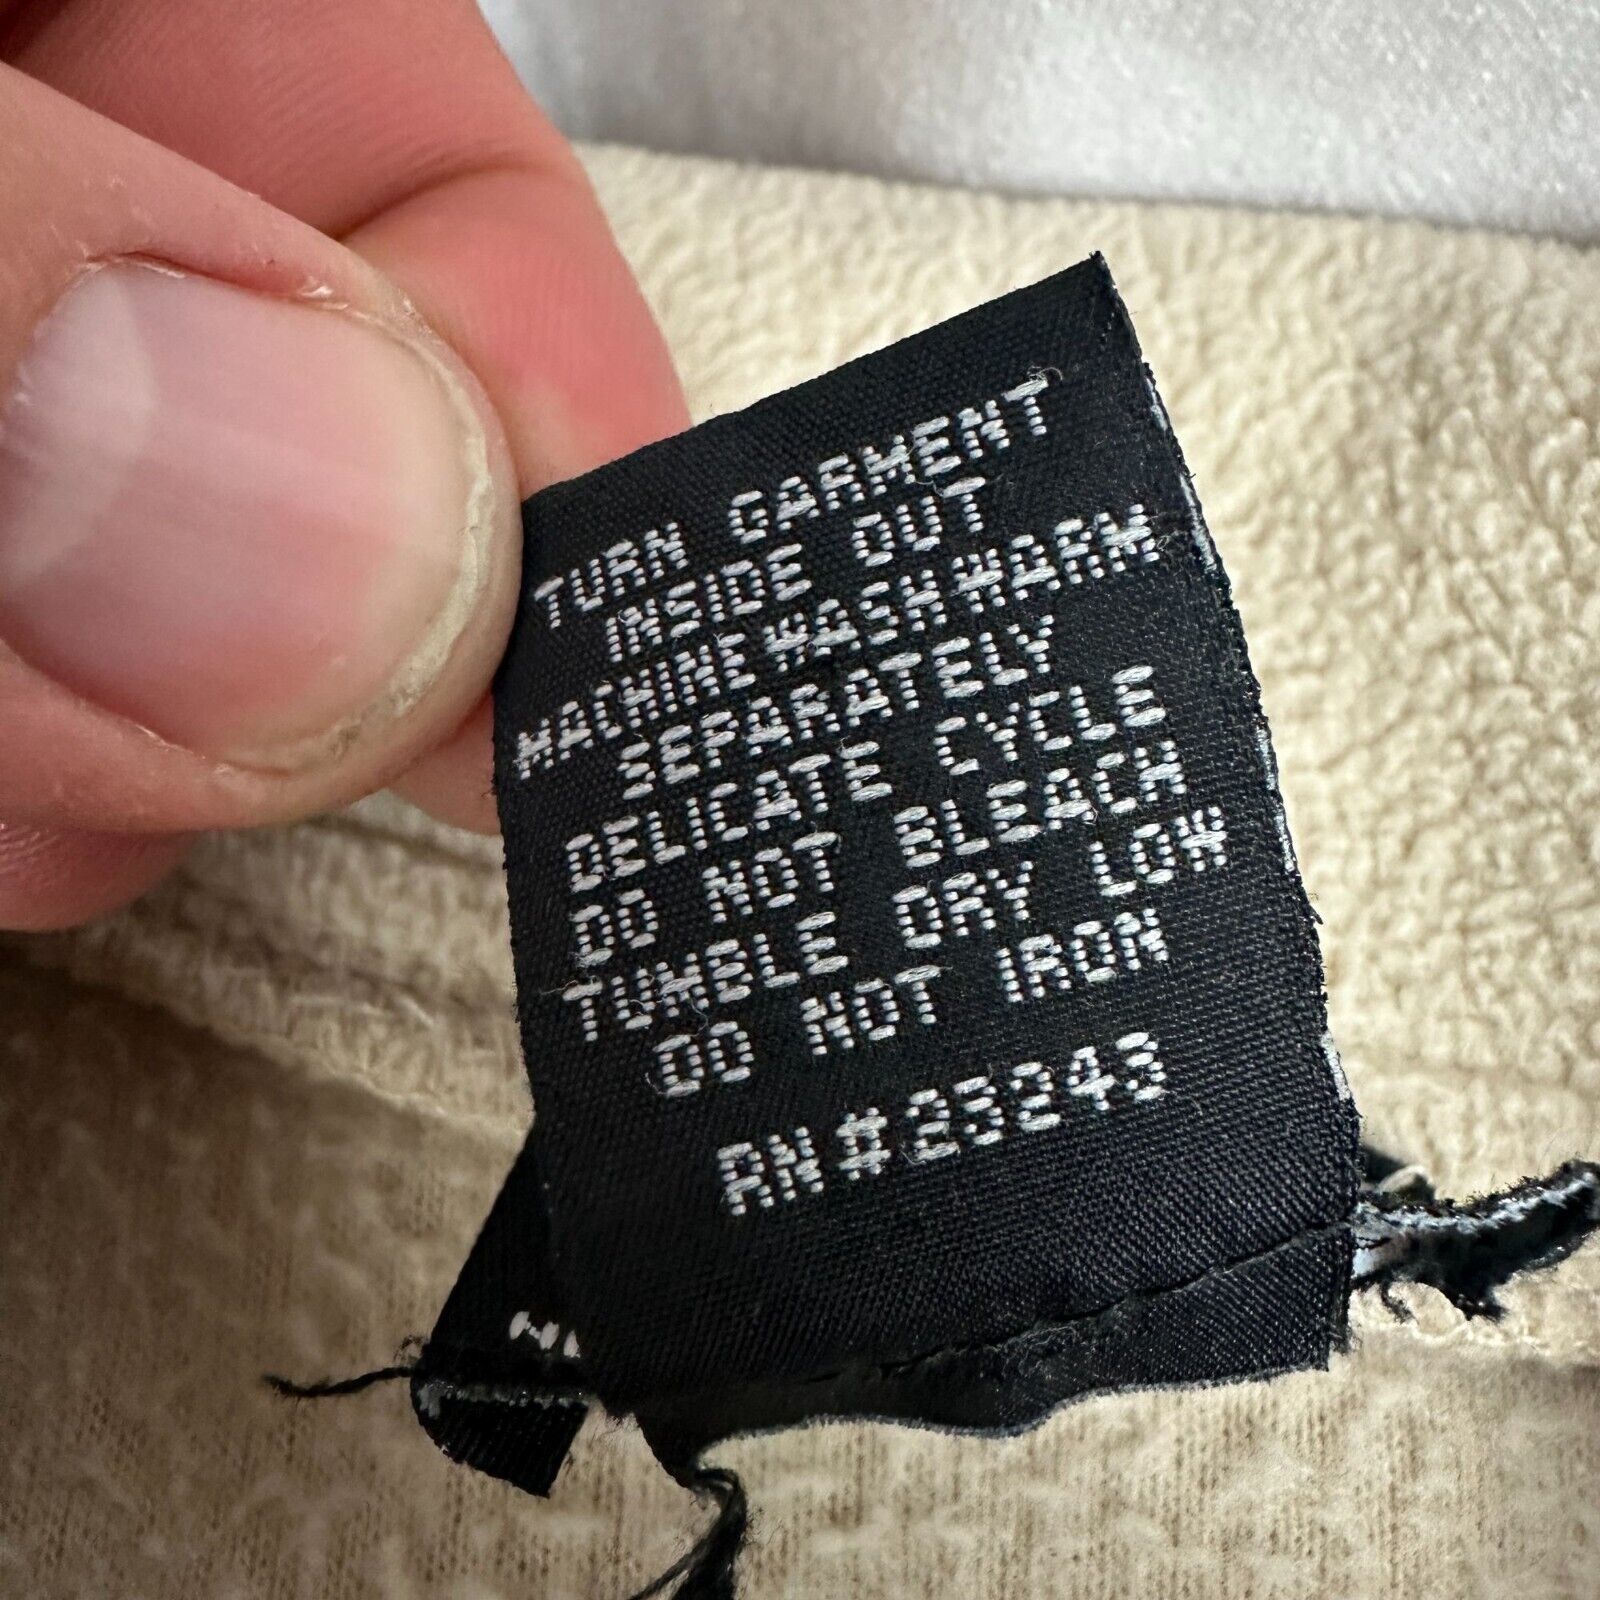 TURN GARMENT
INSIDE OUT
MACHINE WASH WARM
SEPARATELY
DELICATE CYCLE
DO NOT BLEACH
TUMBLE DRY LOW
DO NOT IRON
RN#23243